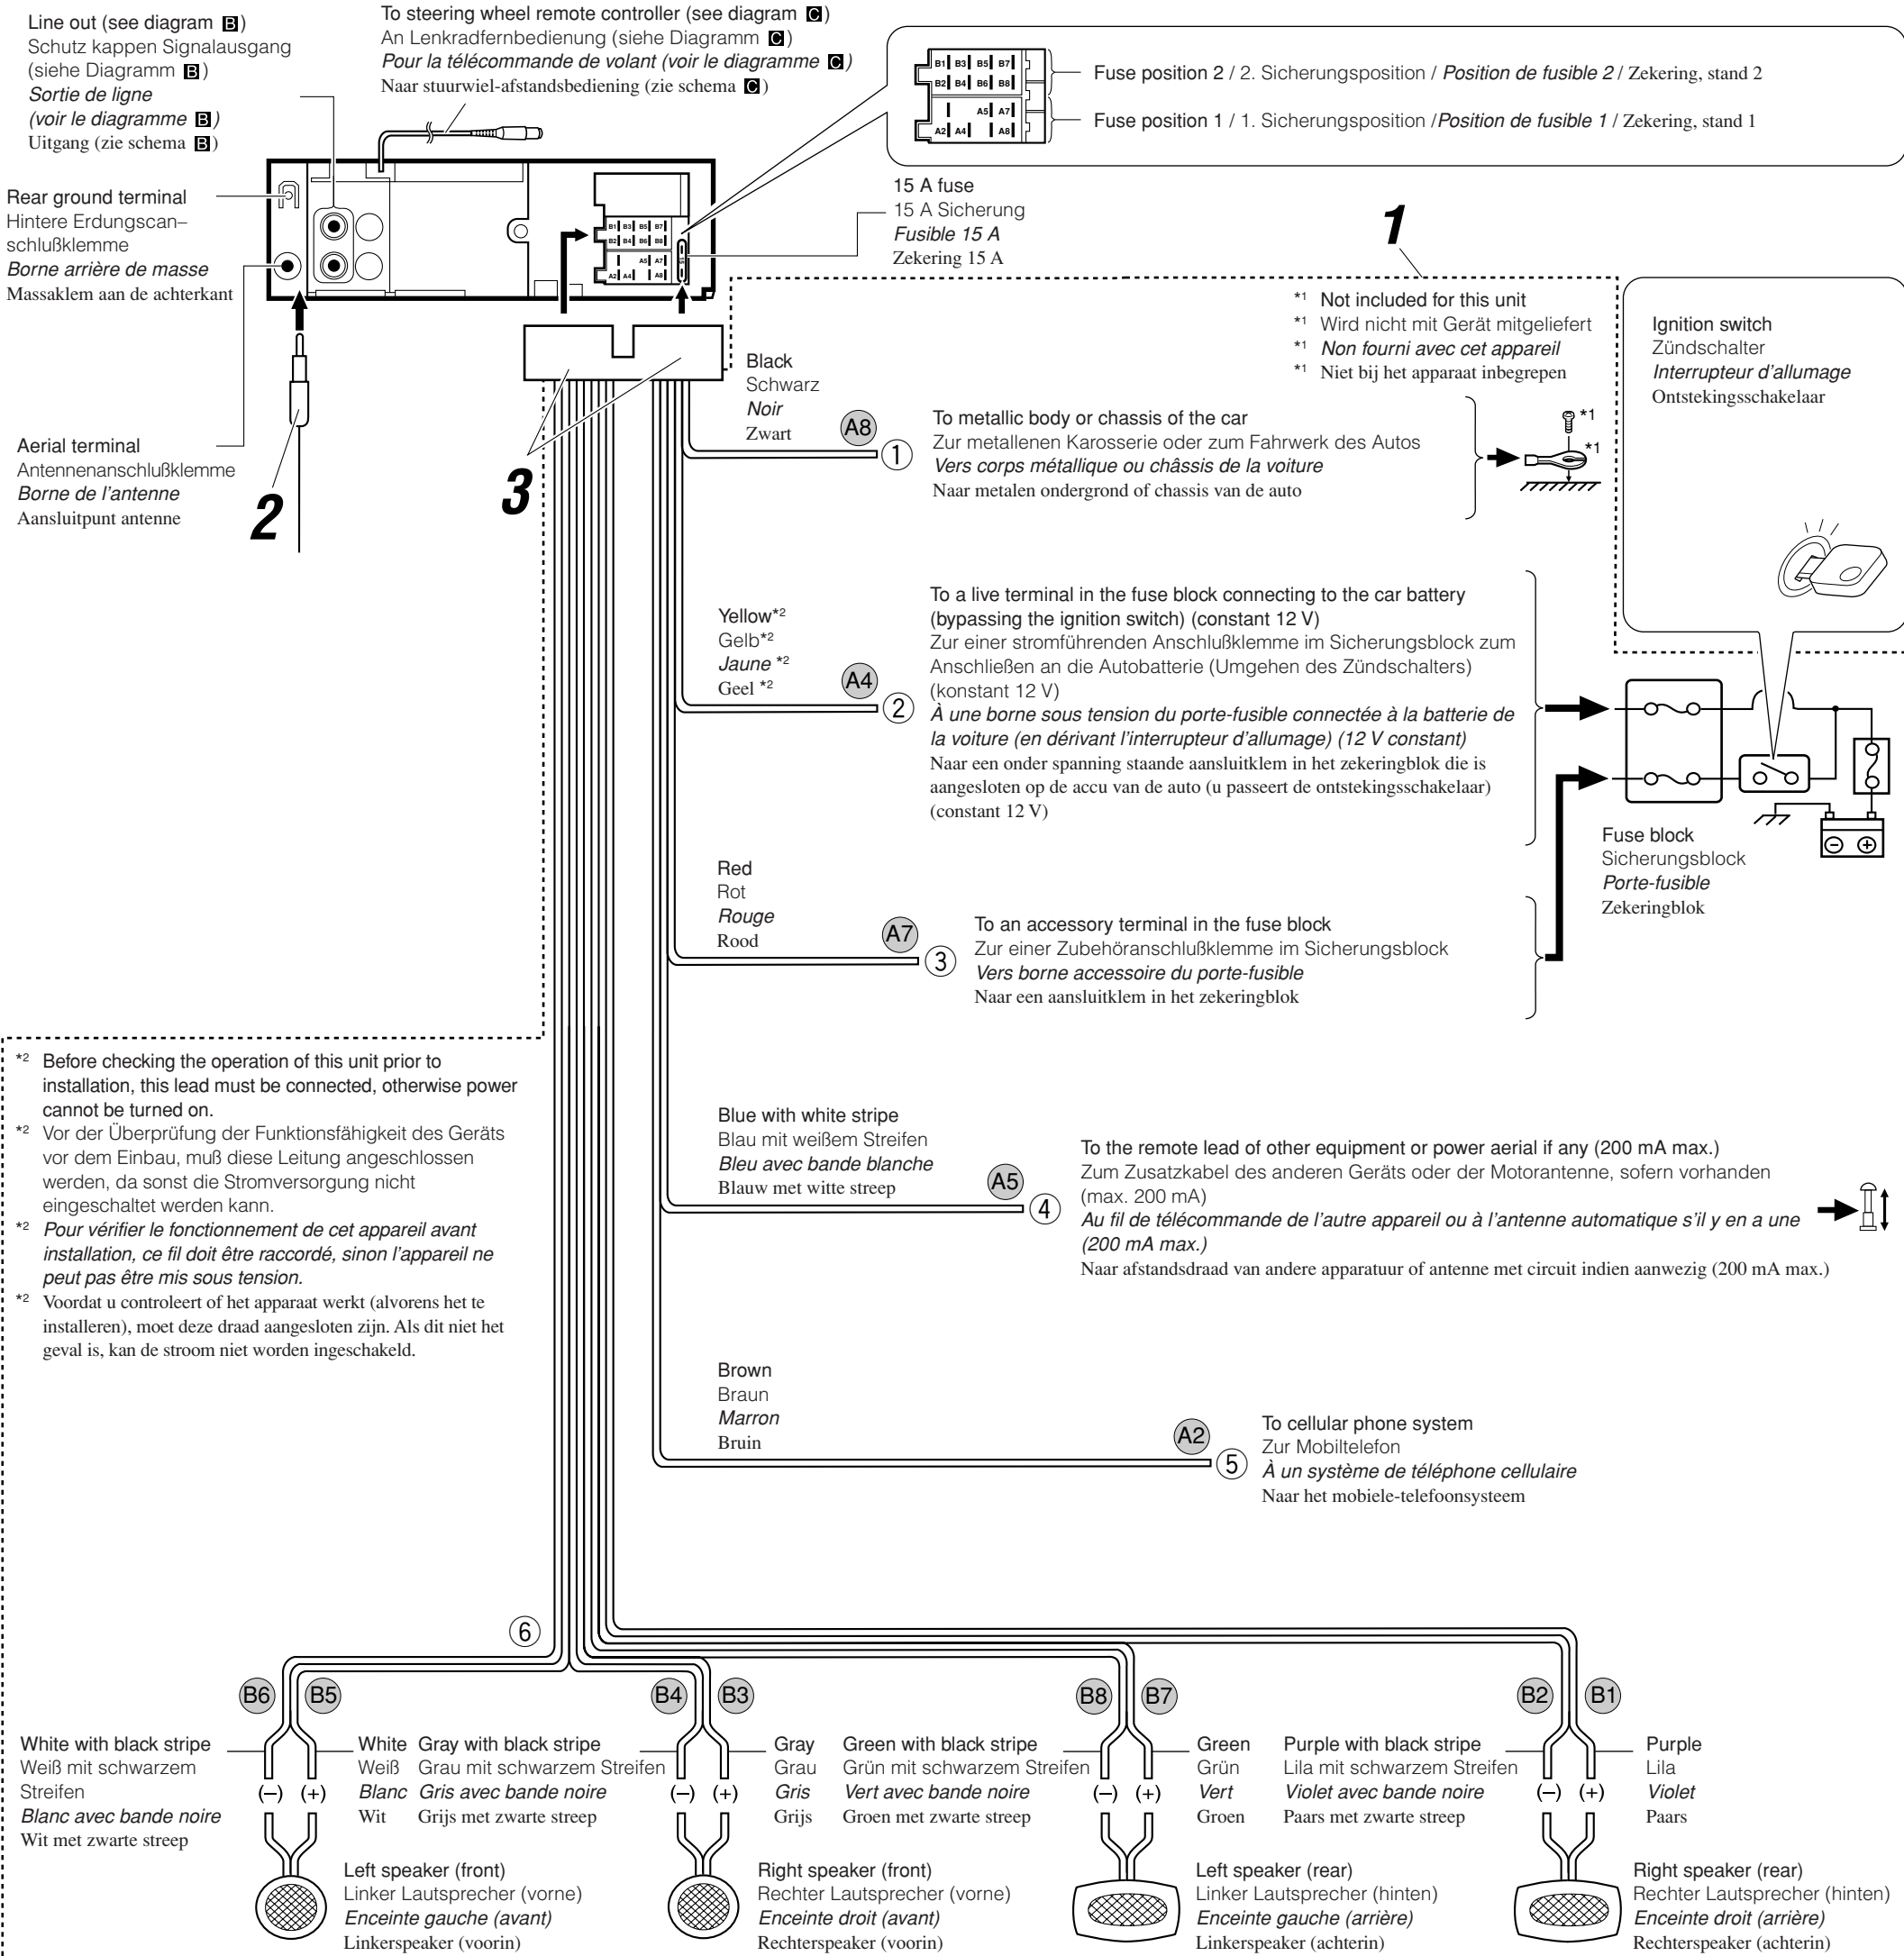 Line out (see diagram B)
Schutz kappen Signalausgang
(siehe Diagramm B)
Sortie de ligne
(voir le diagramme B)
Uitgang (zie schema B)
To steering wheel remote controller (see diagram C)
An Lenkradfernbedienung (siehe Diagramm C)
Pour la télécommande de volant (voir le diagramme C)
Naar stuurwiel-afstandsbediening (zie schema C)
B1 B3 B5 B7
B2 B4 B6 B8
A5 A7
A2 A4 A8
Fuse position 2 / 2. Sicherungsposition / Position de fusible 2 / Zekering, stand 2
Fuse position 1 / 1. Sicherungsposition /Position de fusible 1 / Zekering, stand 1
Rear ground terminal
Hintere Erdungscan–
schlußklemme
Borne arrière de masse
Massaklem aan de achterkant
B1 B3 B5 B7
B2 B4 B6 B8
A5 A7
A2 A4 A8
15
15 A fuse
15 A Sicherung
Fusible 15 A
Zekering 15 A
1
*1 Not included for this unit
*1 Wird nicht mit Gerät mitgeliefert
*1 Non fourni avec cet appareil
*1 Niet bij het apparaat inbegrepen
Ignition switch
Zündschalter
Interrupteur d'allumage
Ontstekingsschakelaar
Aerial terminal
Antennenanschlußklemme
Borne de l'antenne
Aansluitpunt antenne
2
3
Black
Schwarz
Noir
Zwart
A8
1
To metallic body or chassis of the car
Zur metallenen Karosserie oder zum Fahrwerk des Autos
Vers corps métallique ou châssis de la voiture
Naar metalen ondergrond of chassis van de auto
*1
*1
Yellow*2
Gelb*2
Jaune *2
Geel *2
A4
2
To a live terminal in the fuse block connecting to the car battery
(bypassing the ignition switch) (constant 12 V)
Zur einer stromführenden Anschlußklemme im Sicherungsblock zum
Anschließen an die Autobatterie (Umgehen des Zündschalters)
(konstant 12 V)
À une borne sous tension du porte-fusible connectée à la batterie de
la voiture (en dérivant l'interrupteur d'allumage) (12 V constant)
Naar een onder spanning staande aansluitklem in het zekeringblok die is
aangesloten op de accu van de auto (u passeert de ontstekingsschakelaar)
(constant 12 V)
Fuse block
Sicherungsblock
Porte-fusible
Zekeringblok
Red
Rot
Rouge
Rood
A7
3
To an accessory terminal in the fuse block
Zur einer Zubehöranschlußklemme im Sicherungsblock
Vers borne accessoire du porte-fusible
Naar een aansluitklem in het zekeringblok
*2 Before checking the operation of this unit prior to
installation, this lead must be connected, otherwise power
cannot be turned on.
*2 Vor der Überprüfung der Funktionsfähigkeit des Geräts
vor dem Einbau, muß diese Leitung angeschlossen
werden, da sonst die Stromversorgung nicht
eingeschaltet werden kann.
*2 Pour vérifier le fonctionnement de cet appareil avant
installation, ce fil doit être raccordé, sinon l'appareil ne
peut pas être mis sous tension.
*2 Voordat u controleert of het apparaat werkt (alvorens het te
installeren), moet deze draad aangesloten zijn. Als dit niet het
geval is, kan de stroom niet worden ingeschakeld.
Blue with white stripe
Blau mit weißem Streifen
Bleu avec bande blanche
Blauw met witte streep
A5
4
To the remote lead of other equipment or power aerial if any (200 mA max.)
Zum Zusatzkabel des anderen Geräts oder der Motorantenne, sofern vorhanden
(max. 200 mA)
Au fil de télécommande de l'autre appareil ou à l'antenne automatique s'il y en a une
(200 mA max.)
Naar afstandsdraad van andere apparatuur of antenne met circuit indien aanwezig (200 mA max.)
Brown
Braun
Marron
Bruin
A2
5
To cellular phone system
Zur Mobiltelefon
À un système de téléphone cellulaire
Naar het mobiele-telefoonsysteem
6
B6 B5
B4 B3
B8 B7
B2 B1
White with black stripe
Weiß mit schwarzem
Streifen
Blanc avec bande noire
Wit met zwarte streep
(–) (+)
White
Weiß
Blanc
Wit
Gray with black stripe
Grau mit schwarzem Streifen
Gris avec bande noire
Grijs met zwarte streep
(–) (+)
Gray
Grau
Gris
Grijs
Green with black stripe
Grün mit schwarzem Streifen
Vert avec bande noire
Groen met zwarte streep
(–) (+)
Green
Grün
Vert
Groen
Purple with black stripe
Lila mit schwarzem Streifen
Violet avec bande noire
Paars met zwarte streep
(–) (+)
Purple
Lila
Violet
Paars
Left speaker (front)
Linker Lautsprecher (vorne)
Enceinte gauche (avant)
Linkerspeaker (voorin)
Right speaker (front)
Rechter Lautsprecher (vorne)
Enceinte droit (avant)
Rechterspeaker (voorin)
Left speaker (rear)
Linker Lautsprecher (hinten)
Enceinte gauche (arrière)
Linkerspeaker (achterin)
Right speaker (rear)
Rechter Lautsprecher (hinten)
Enceinte droit (arrière)
Rechterspeaker (achterin)